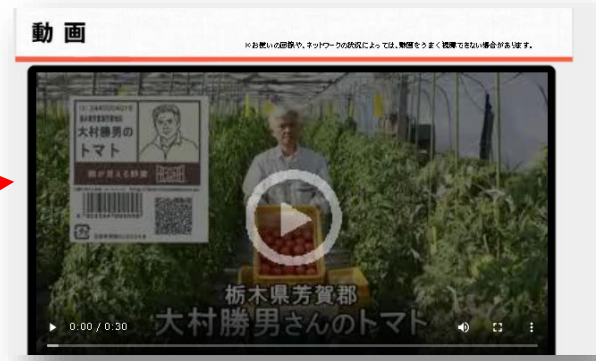 動画
※お使いの回線や、ネットワークの状況によっては、動画をうまく視聴できない場合があります。
大村勝男の
トマト
顔が見える野菜
栃木県芳賀郡
大村勝男さんのトマト
0:00 / 0:30